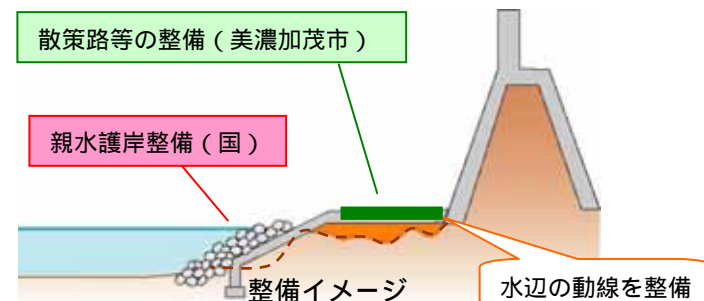 散策路等の整備（美濃加茂市）
親水護岸整備（国）
整備イメージ
水辺の動線を整備